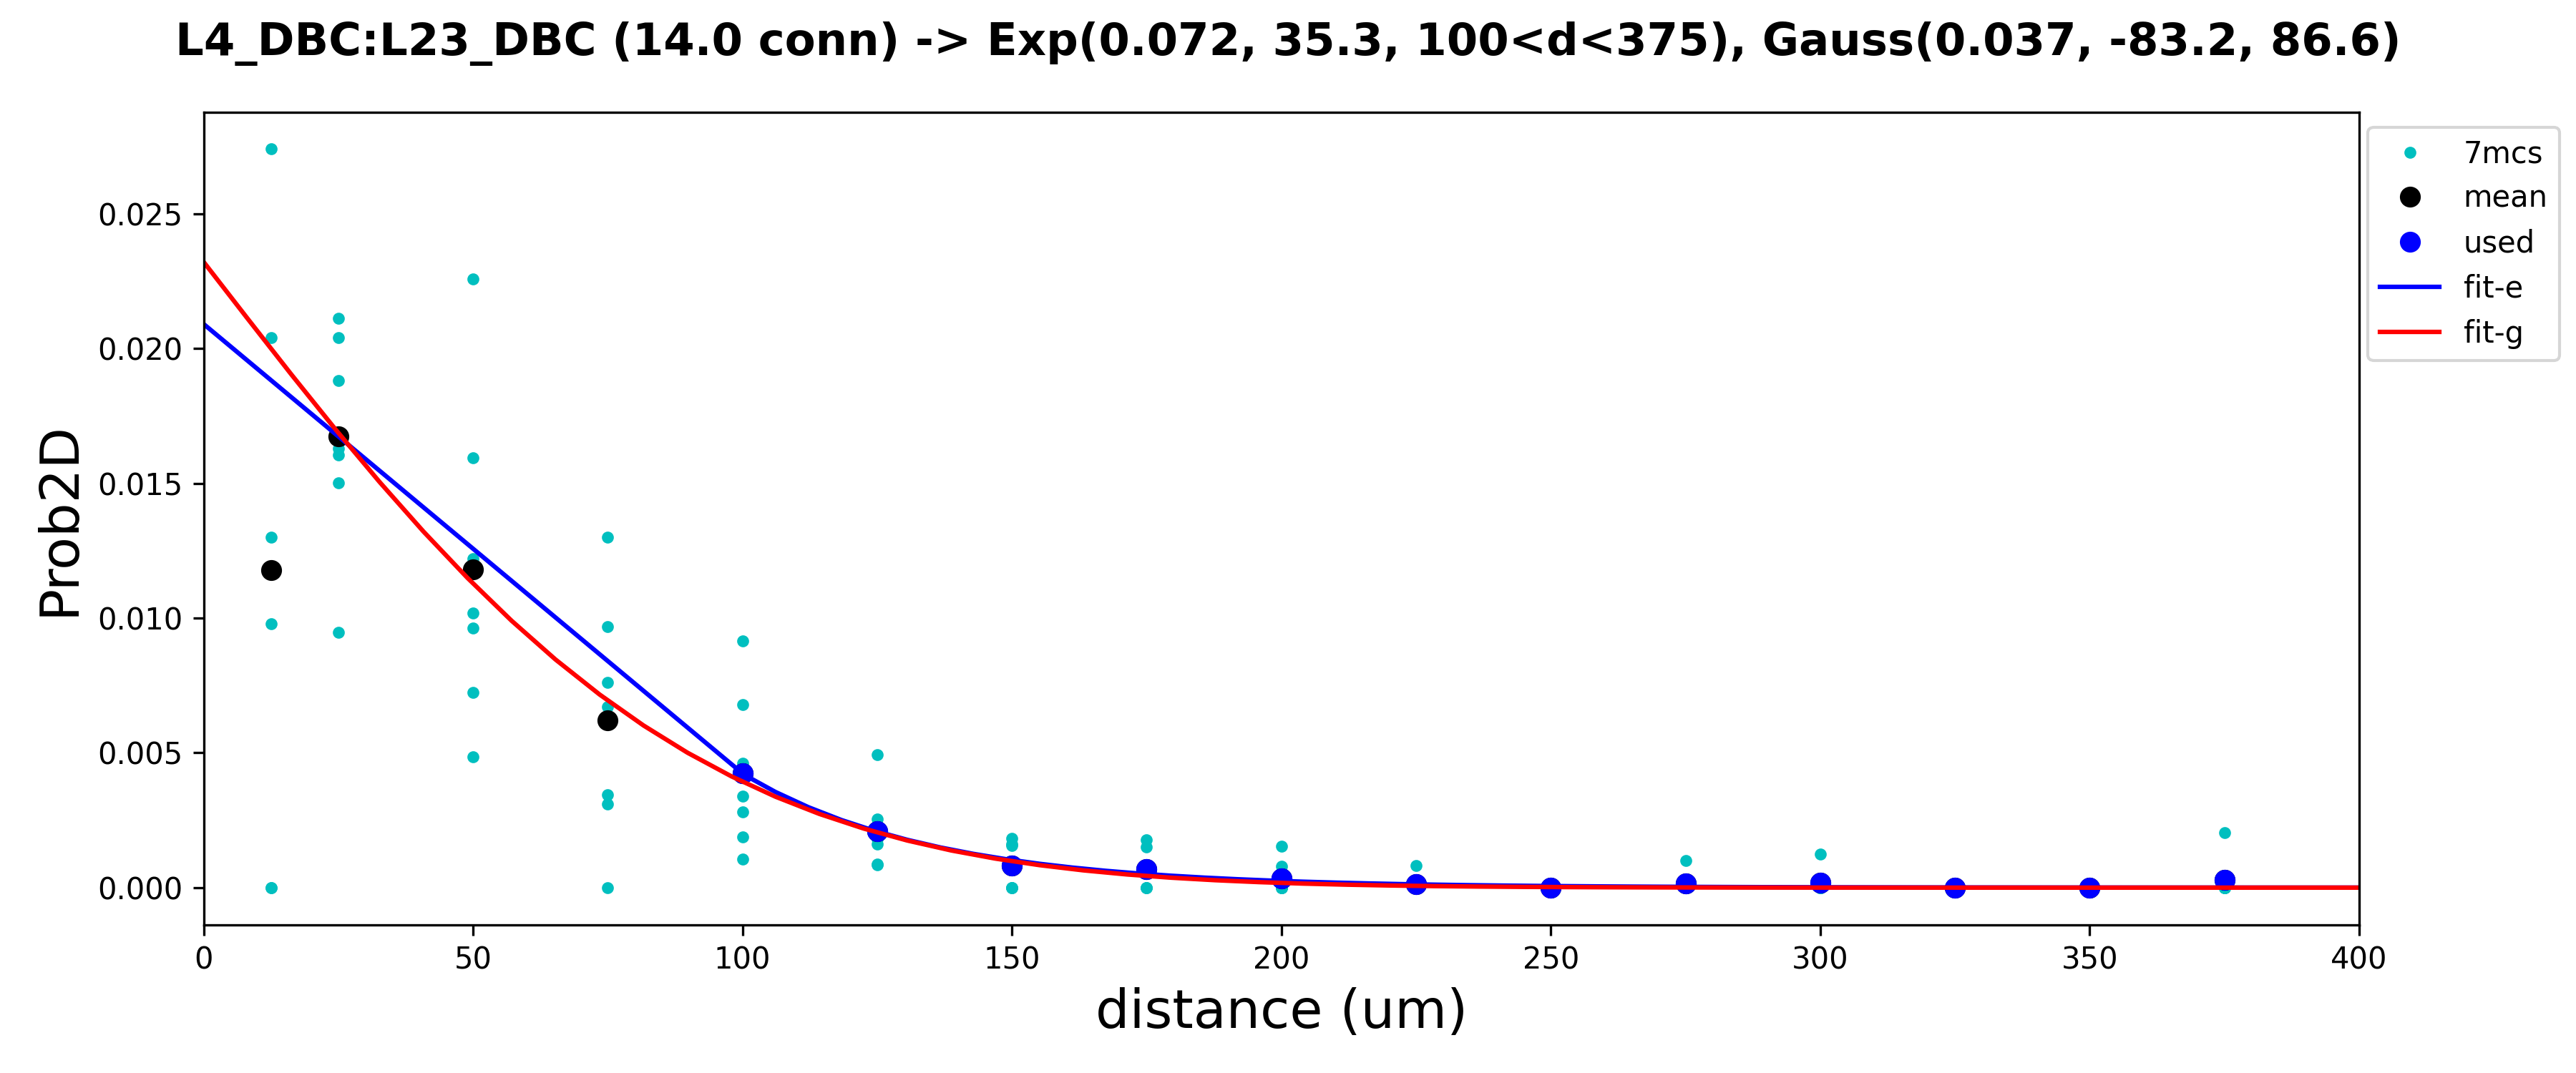 L4_DBC:L23_DBC (14.0 conn) -> Exp(0.072, 35.3, 100<d<375), Gauss(0.037, -83.2, 86.6)
7mcs
mean
used
fit-e
fit-g
Prob2D
0.025
0.020
0.015
0.010
0.005
0.000
0 50 100 150 200 250 300 350 400
distance (um)